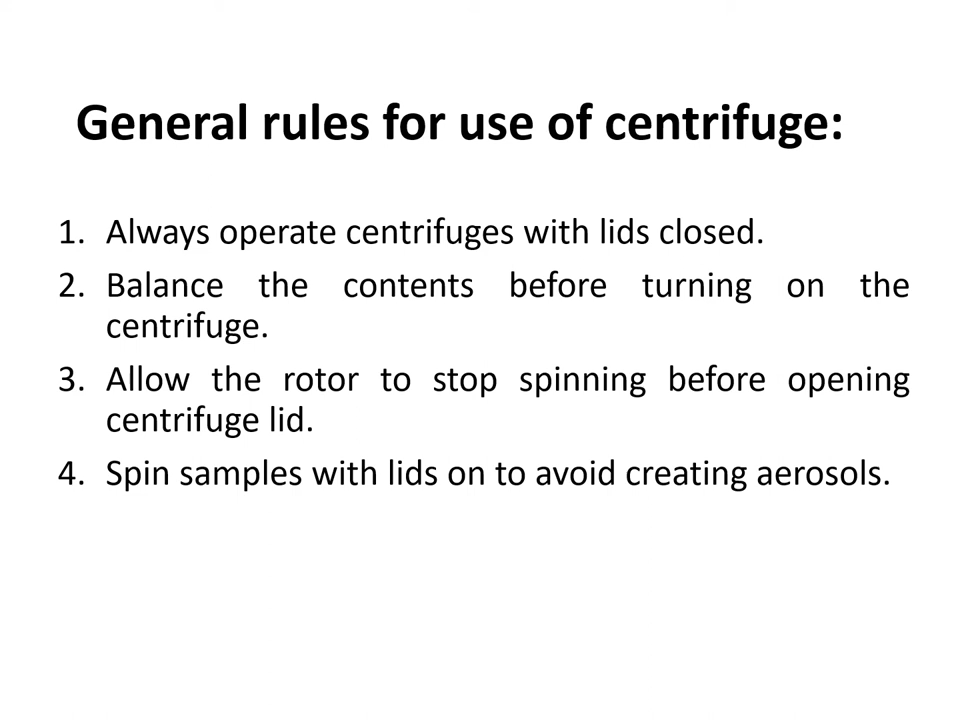 General rules for use of centrifuge:
1. Always operate centrifuges with lids closed.
2. Balance the contents before turning on the
centrifuge.
3. Allow the rotor to stop spinning before opening
centrifuge lid.
4. Spin samples with lids on to avoid creating aerosols.